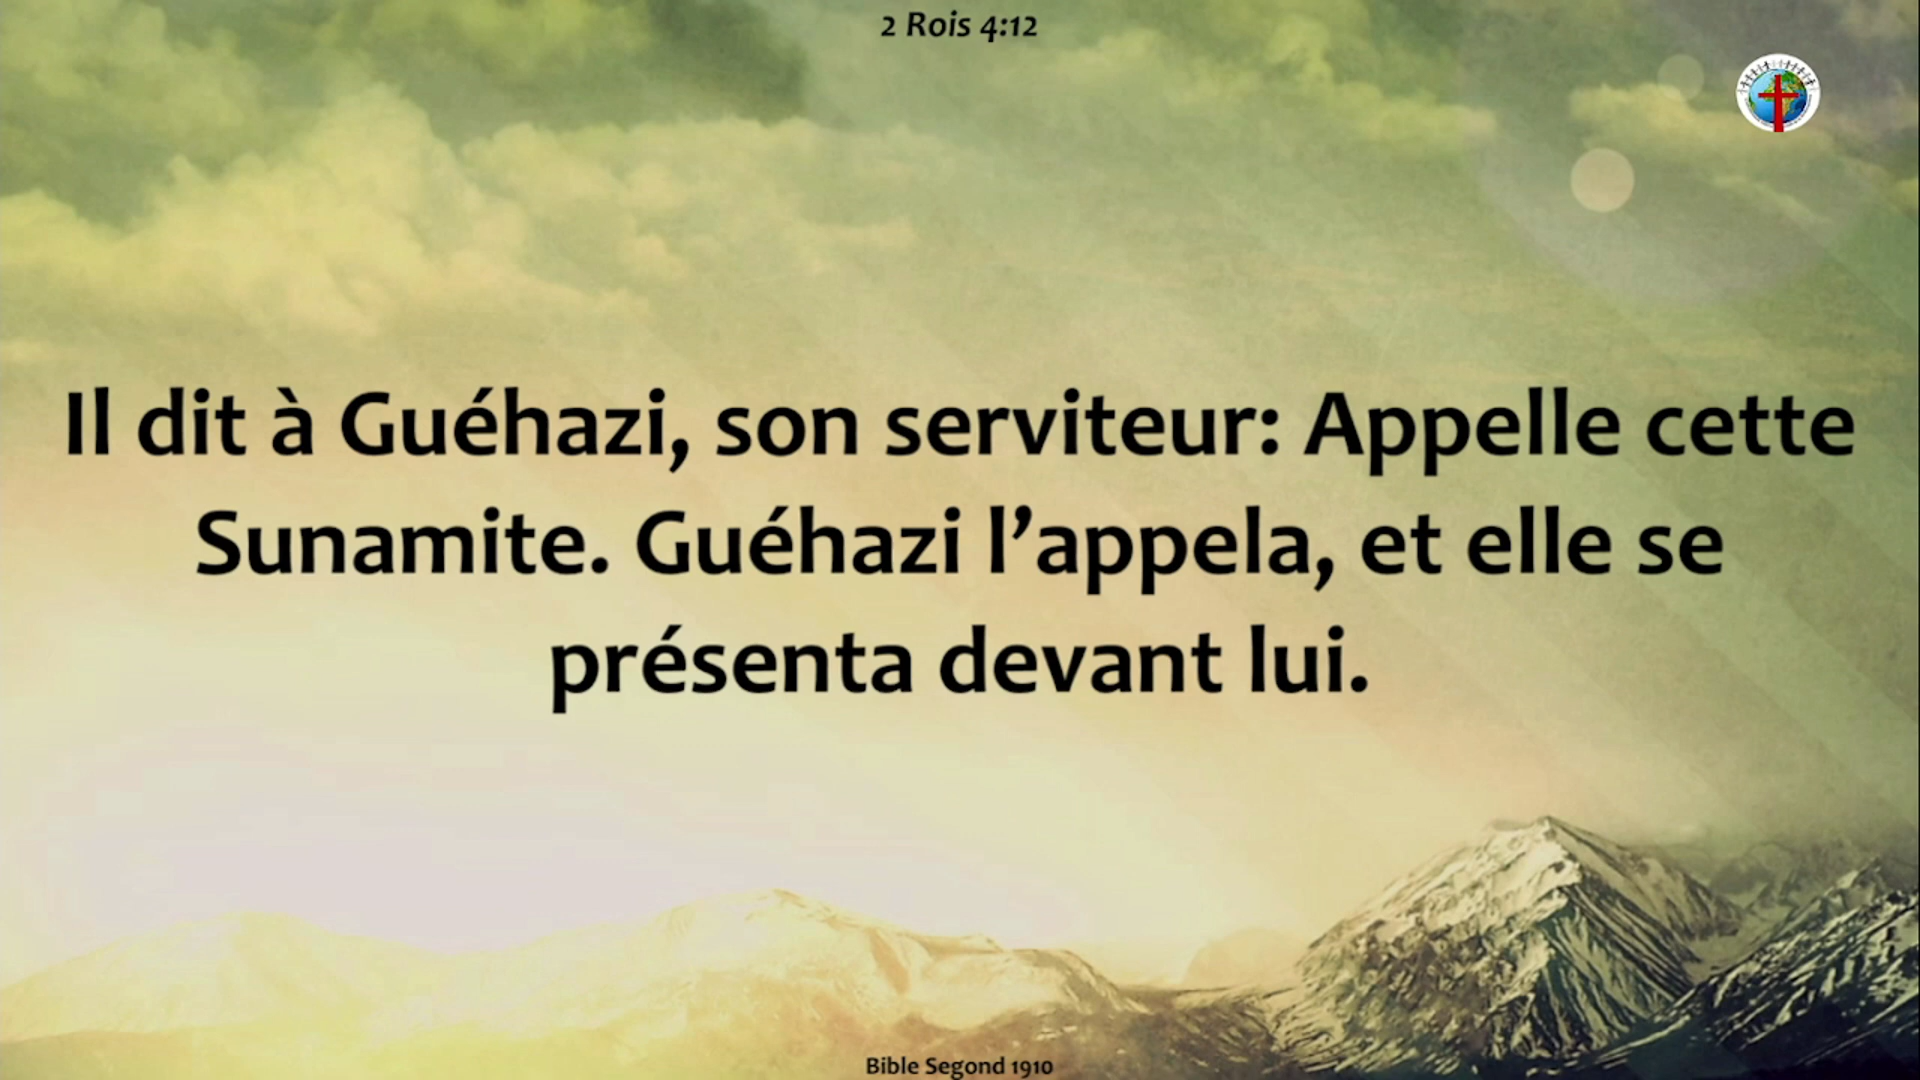 2 Rois 4:12
Il dit à Guéhazi, son serviteur: Appelle cette
Sunamite. Guéhazi l’appela, et elle se
présenta devant lui.
Bible Segond 1910